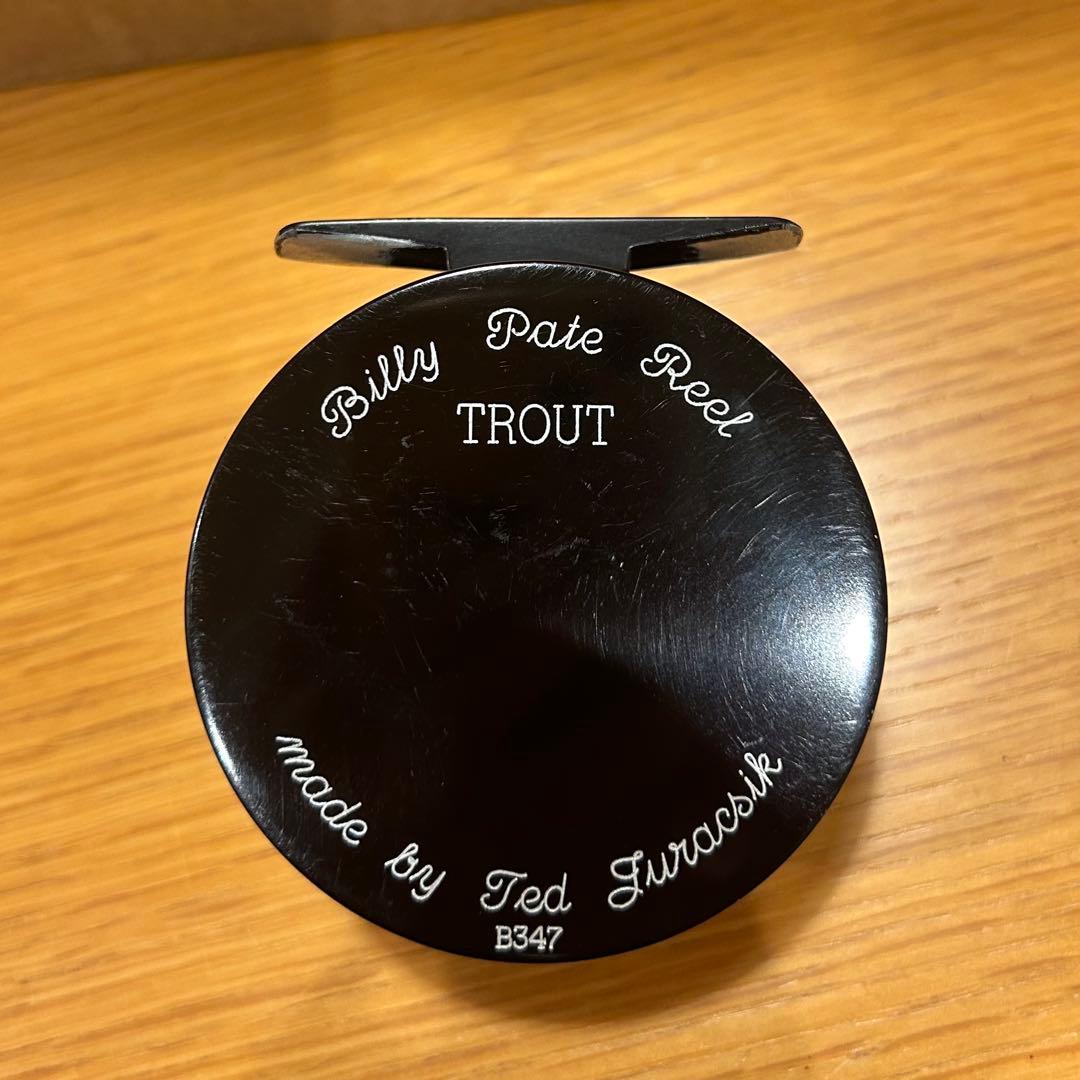 Billy Pate Reel
TROUT
made by Ted Juracsik
B347